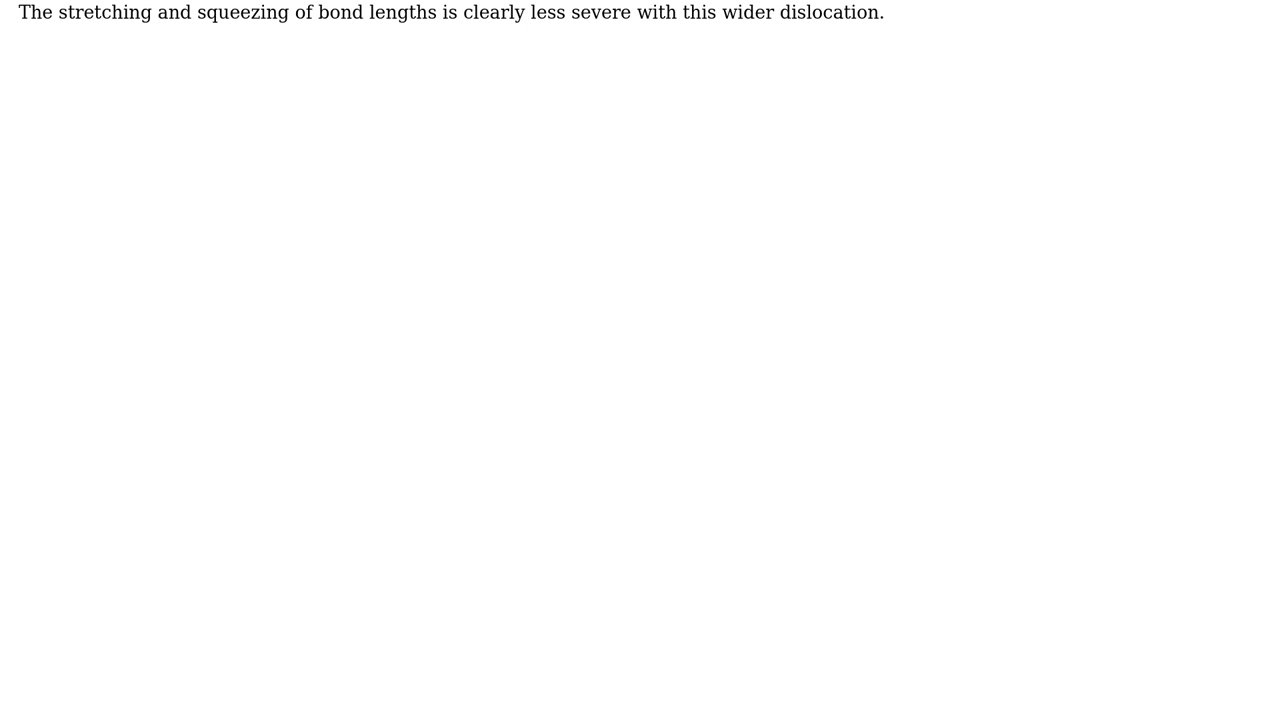 The stretching and squeezing of bond lengths is clearly less severe with this wider dislocation.